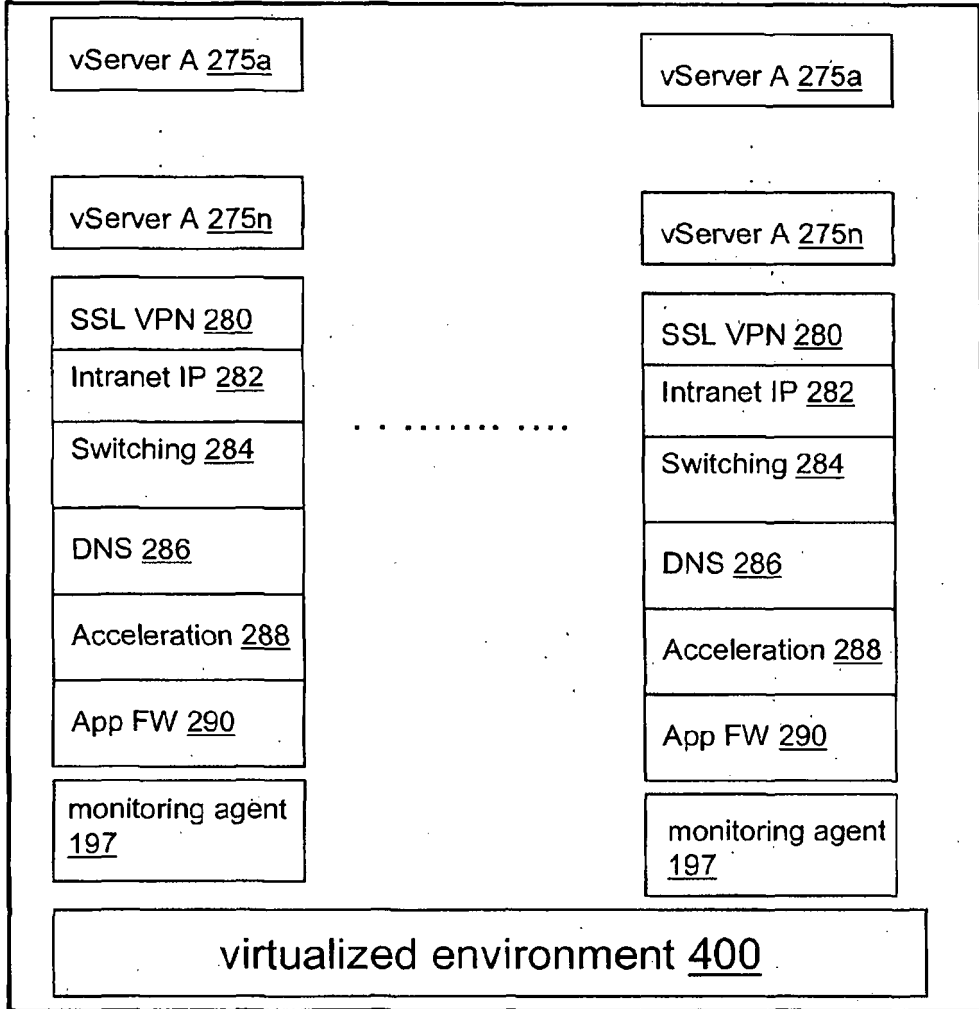 vServer A 275a
vServer A 275n
SSL VPN 280
Intranet IP 282
Switching 284
DNS 286
Acceleration 288
App FW 290
monitoring agent
197
vServer A 275a
vServer A 275n
SSL VPN 280
Intranet IP 282
Switching 284
DNS 286
Acceleration 288
App FW 290
monitoring agent
197
virtualized environment 400